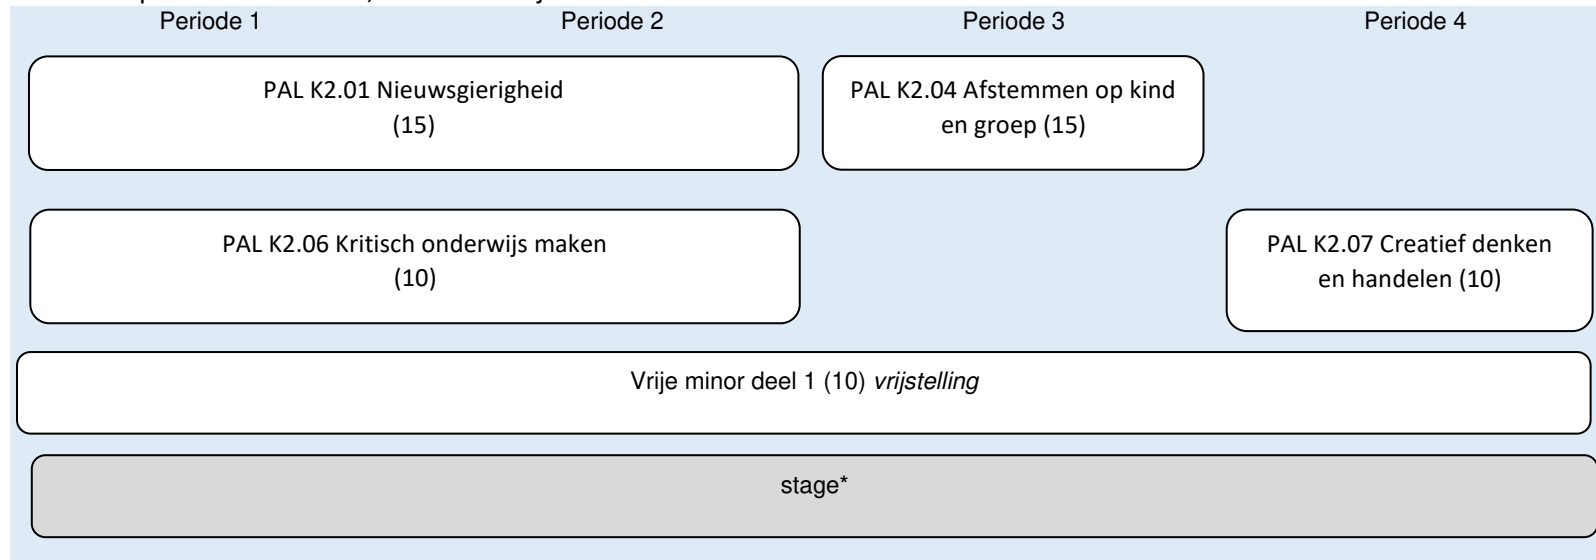 Periode 1 Periode 2 Periode 3 Periode 4
PAL K2.01 Nieuwsgierigheid
(15)
PAL K2.04 Afstemmen op kind
en groep (15)
PAL K2.06 Kritisch onderwijs maken
(10)
PAL K2.07 Creatief denken
en handelen (10)
Vrije minor deel 1 (10) vrijstelling
stage*